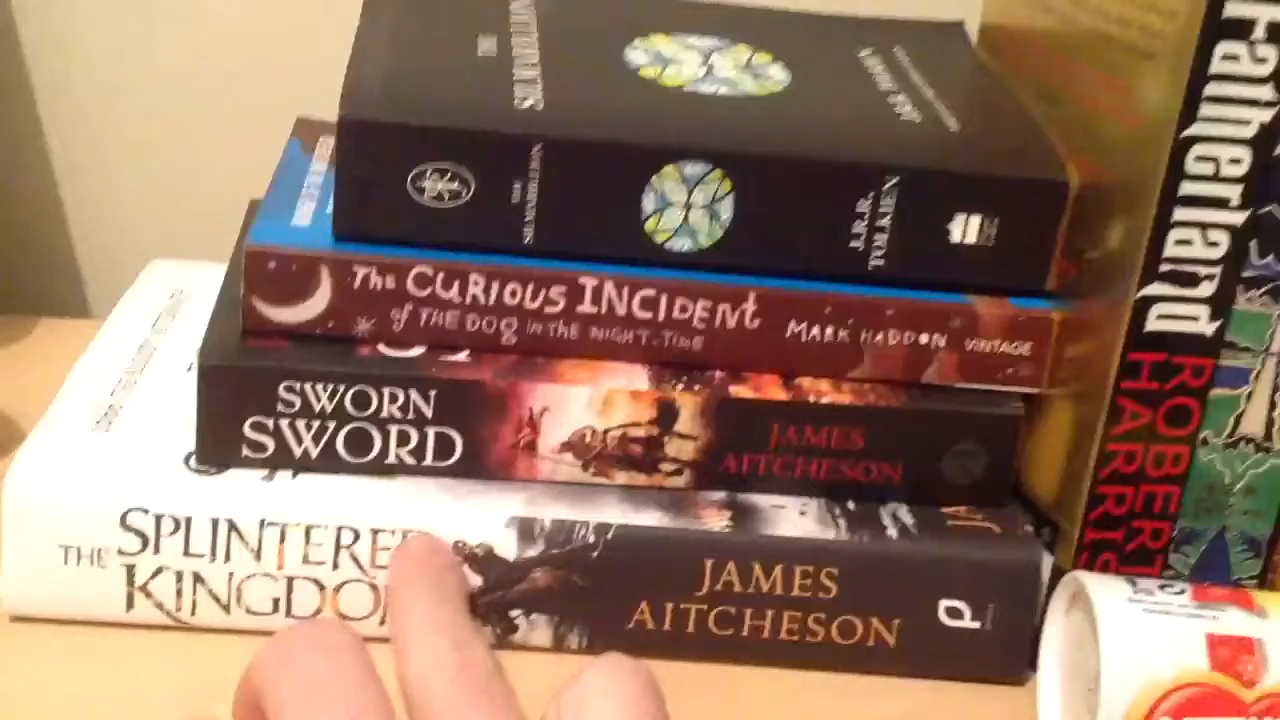 THE
SILMARILLION
J.R.R.
TOLKIEN
The CURIOUS INCIDENT
of THE DOG IN THE NIGHT-TIME
MARK HADDON
VINTAGE
SWORN
SWORD
JAMES
AITCHESON
THE SPLINTERED
KINGDOM
JAMES
AITCHESON
Fatherland
ROBERT
HARRIS